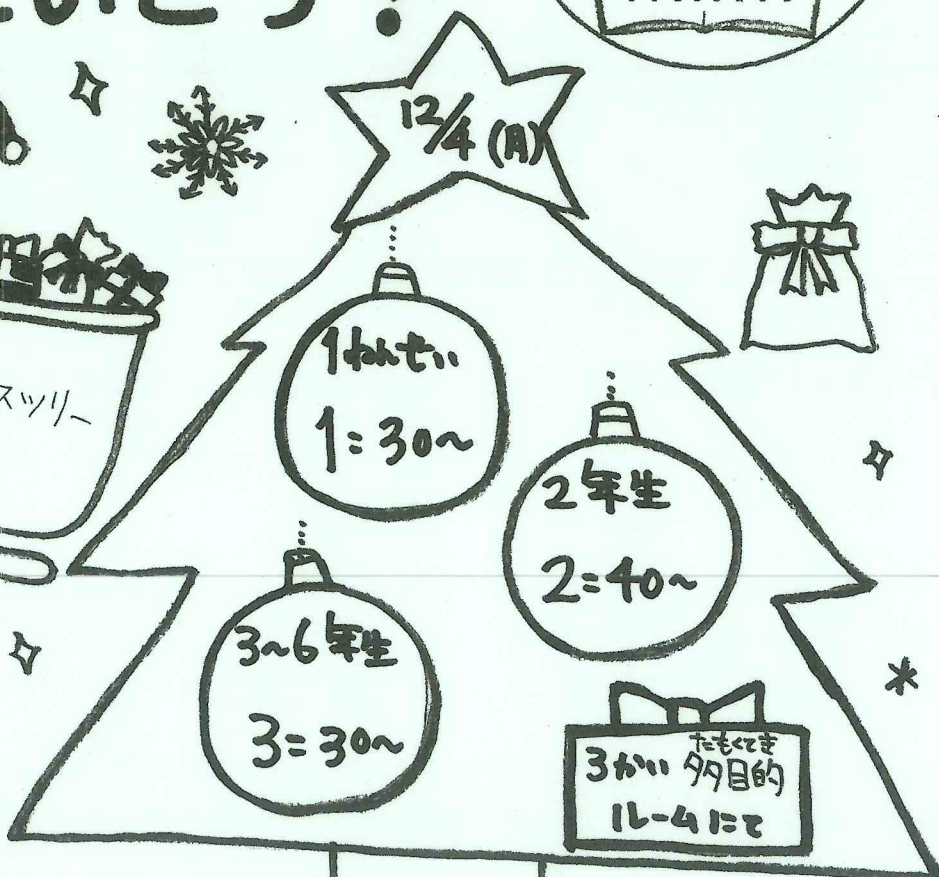 12/4(月)
スツリー
1ねんせい
1:30~
2年生
2:40~
3~6年生
3:30~
3かい 多目的
たもくてき
ルームにて